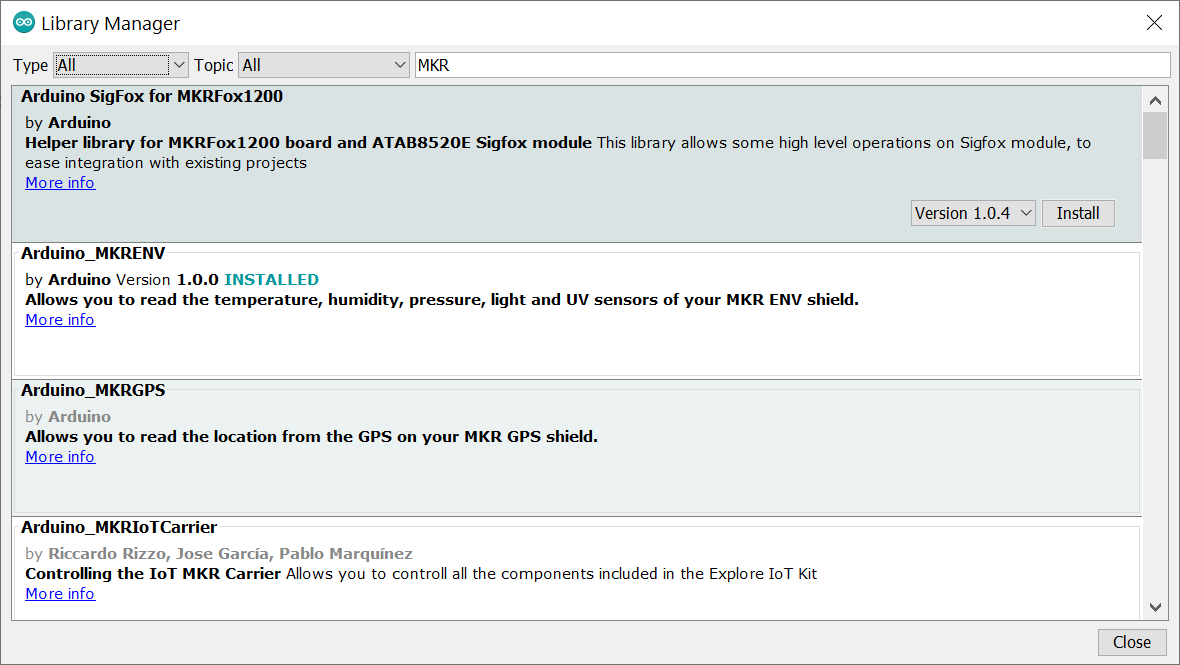 Library Manager
Type All Topic All MKR
Arduino SigFox for MKRFox1200
by Arduino
Helper library for MKRFox1200 board and ATAB8520E Sigfox module This library allows some high level operations on Sigfox module, to
ease integration with existing projects
More info
Version 1.0.4 Install
Arduino_MKRENV
by Arduino Version 1.0.0 INSTALLED
Allows you to read the temperature, humidity, pressure, light and UV sensors of your MKR ENV shield.
More info
Arduino_MKRGPS
by Arduino
Allows you to read the location from the GPS on your MKR GPS shield.
More info
Arduino_MKRIoTCarrier
by Riccardo Rizzo, Jose García, Pablo Marquínez
Controlling the IoT MKR Carrier Allows you to controll all the components included in the Explore IoT Kit
More info
Close